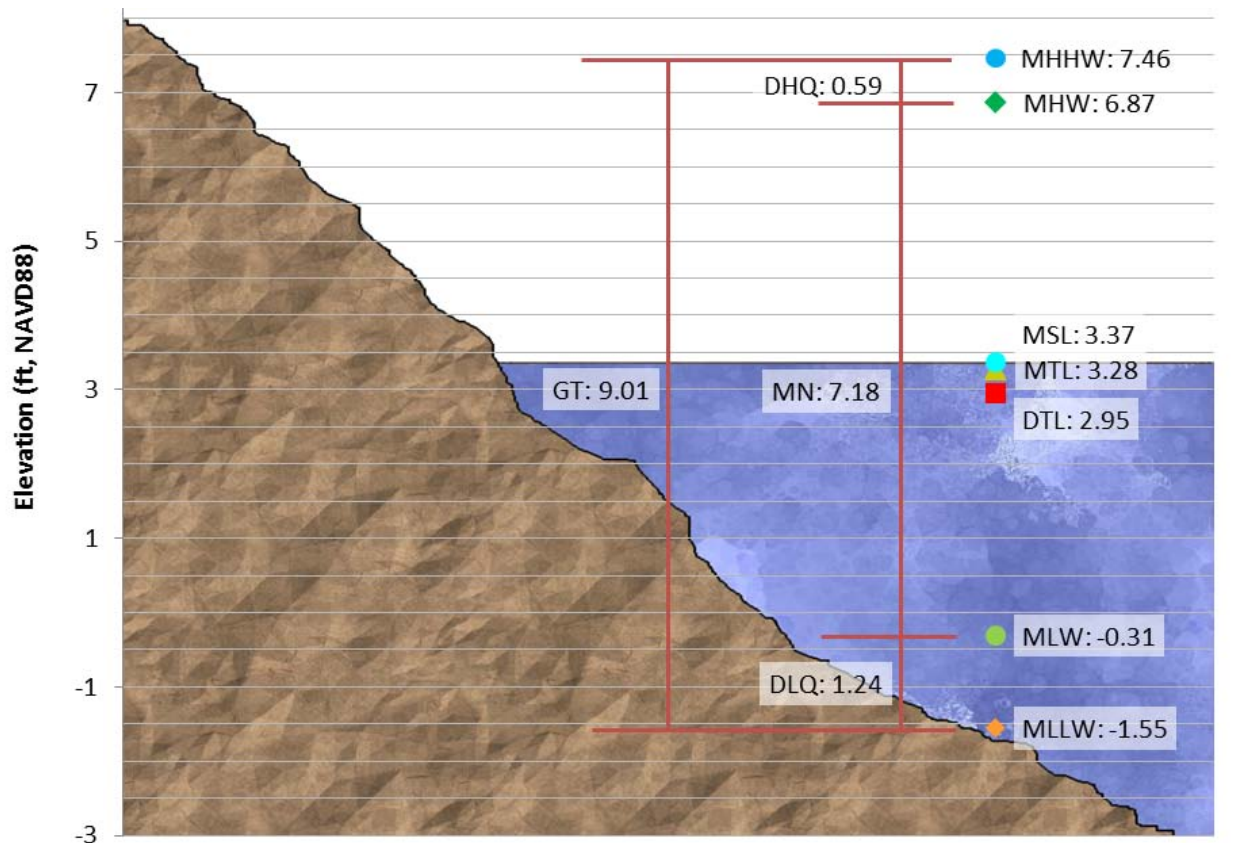 MHHW: 7.46
DHQ: 0.59
7
MHW: 6.87
5
Elevation (ft, NAVD88)
MSL: 3.37
3
GT: 9.01
MN: 7.18
MTL: 3.28
DTL: 2.95
1
MLW: -0.31
-1
DLQ: 1.24
MLLW: -1.55
-3